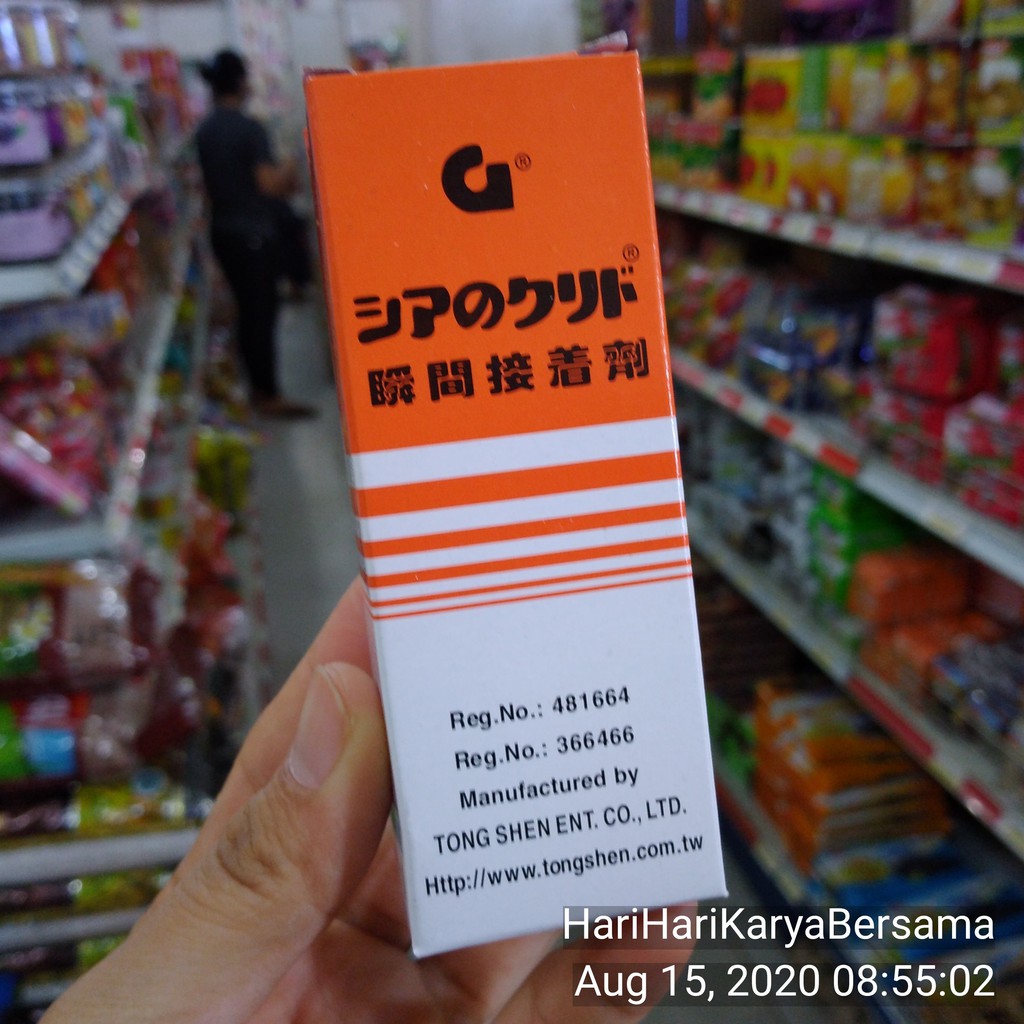 G®
シアのクリド®
瞬間接着劑
Reg.No.: 481664
Reg.No.: 366466
Manufactured by
TONG SHEN ENT. CO., LTD.
Http://www.tongshen.com.tw
HariHariKaryaBersama
Aug 15, 2020 08:55:02